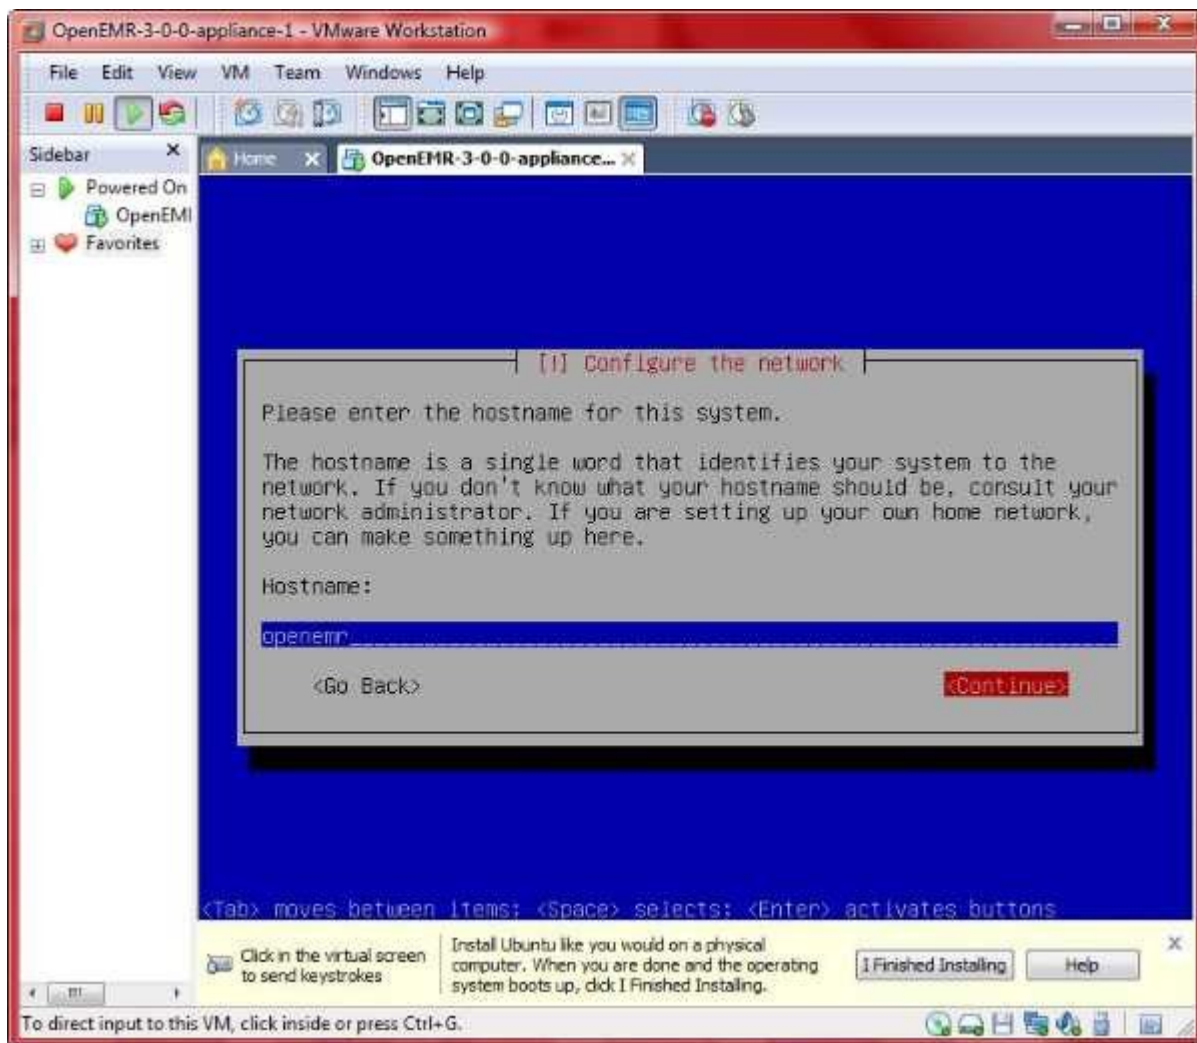 OpenEMR-3-0-0-appliance-1 - VMware Workstation
File Edit View VM Team Windows Help
Sidebar
Home
OpenEMR-3-0-0-appliance...
Powered On
OpenEMI
Favorites
[!] Configure the network
Please enter the hostname for this system.
The hostname is a single word that identifies your system to the
network. If you don't know what your hostname should be, consult your
network administrator. If you are setting up your own home network,
you can make something up here.
Hostname:
openemr
<Go Back> <Continue>
<Tab> moves between items; <Space> selects; <Enter> activates buttons
Click in the virtual screen
to send keystrokes
Install Ubuntu like you would on a physical
computer. When you are done and the operating
system boots up, click I Finished Installing.
I Finished Installing
Help
To direct input to this VM, click inside or press Ctrl+G.